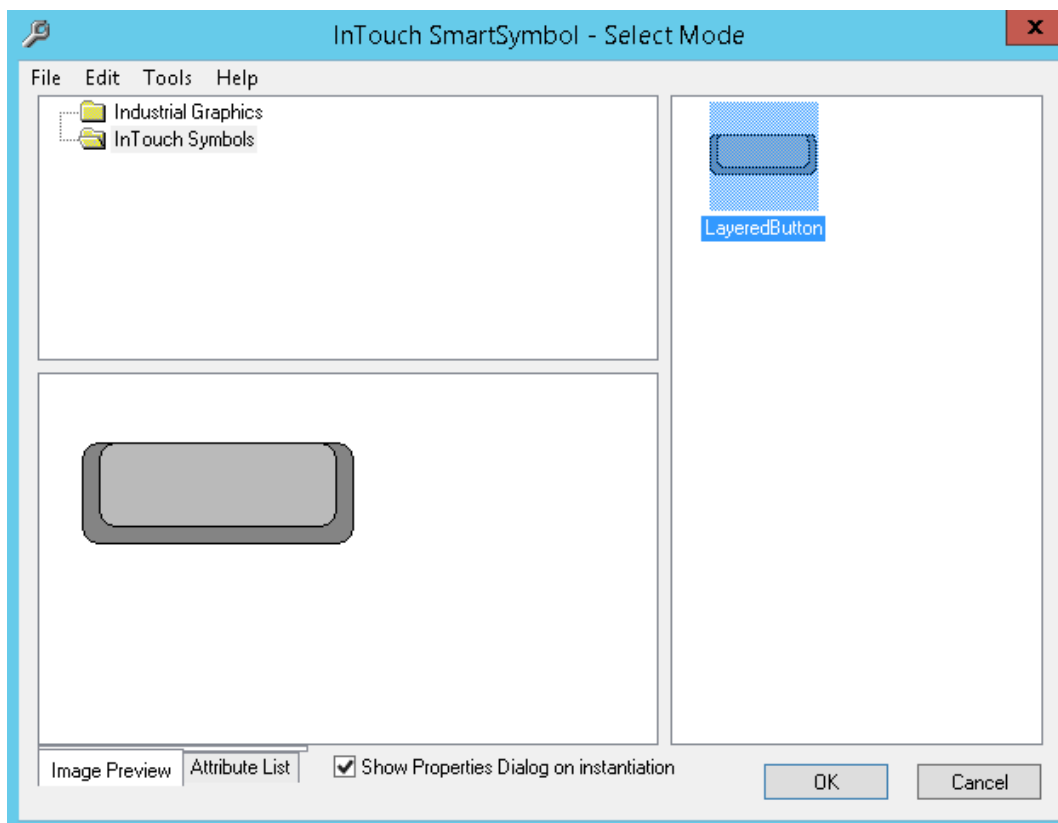 InTouch SmartSymbol - Select Mode
x
File Edit Tools Help
Industrial Graphics
InTouch Symbols
LayeredButton
Image Preview Attribute List Show Properties Dialog on instantiation
OK Cancel